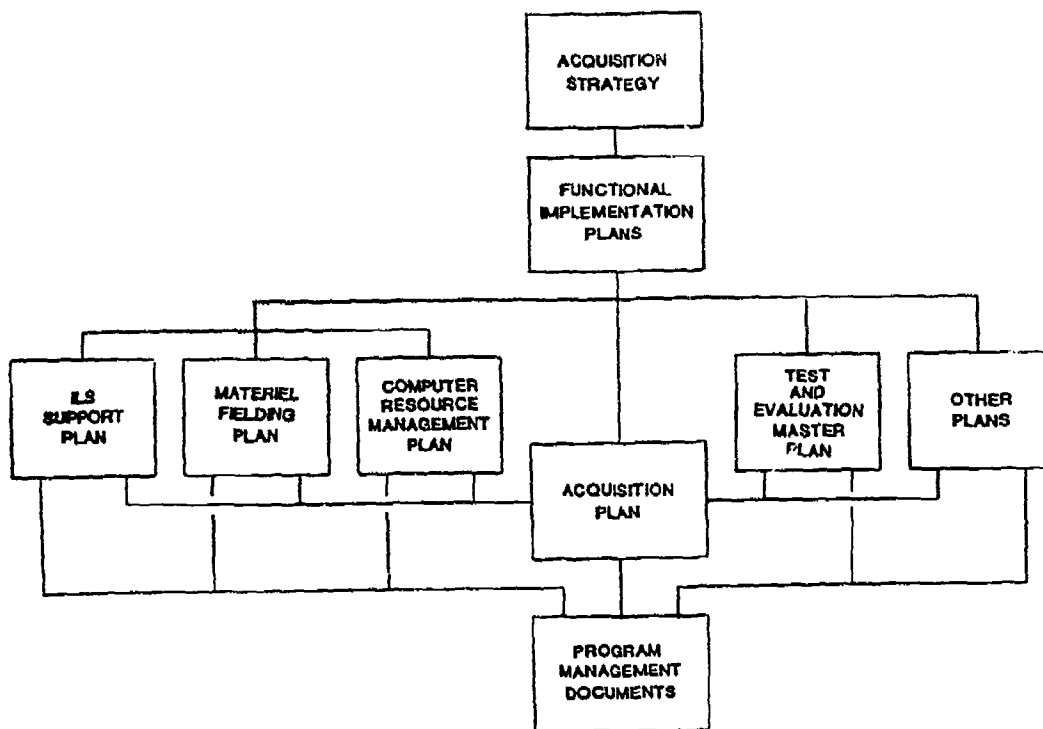 ACQUISITION
STRATEGY
FUNCTIONAL
IMPLEMENTATION
PLANS
ILS
SUPPORT
PLAN
MATERIEL
FIELDING
PLAN
COMPUTER
RESOURCE
MANAGEMENT
PLAN
TEST
AND
EVALUATION
MASTER
PLAN
OTHER
PLANS
ACQUISITION
PLAN
PROGRAM
MANAGEMENT
DOCUMENTS